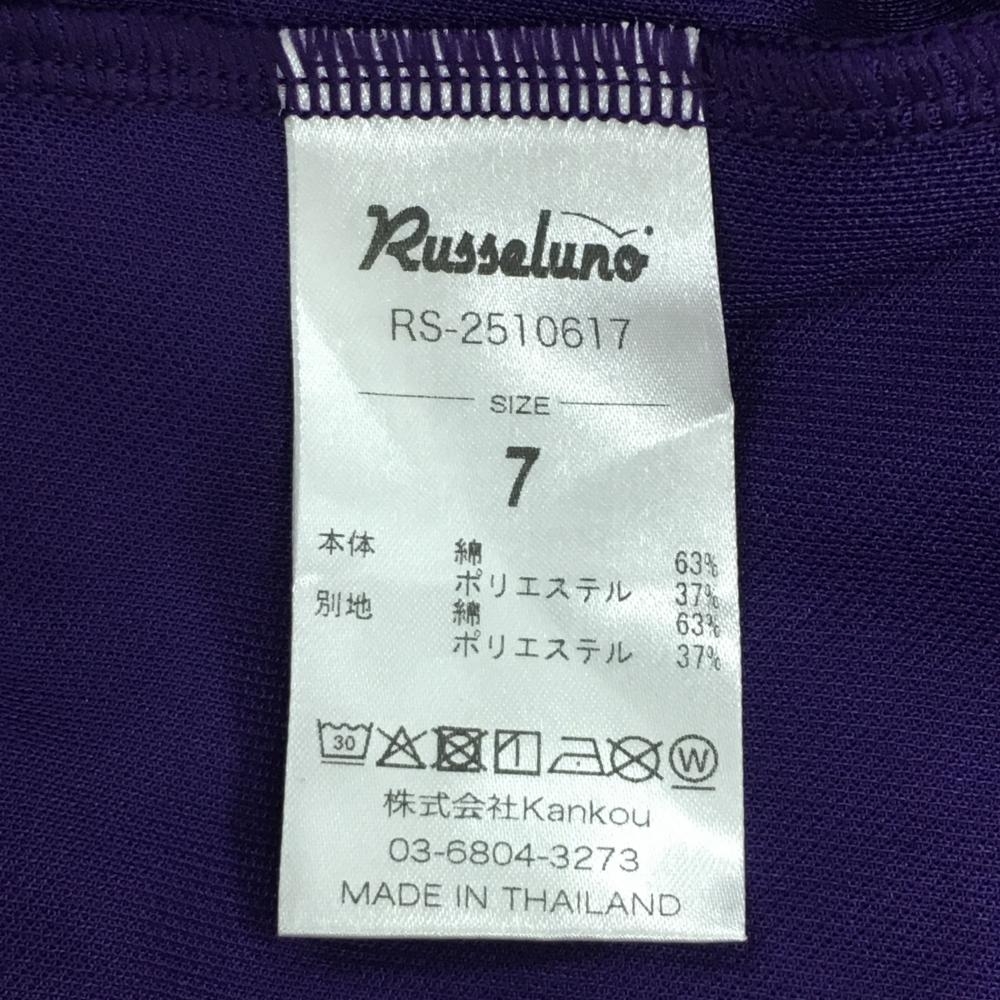 Russeluno
RS-2510617
SIZE
7
本体 綿 63%
ポリエステル 37%
別地 綿 63%
ポリエステル 37%
30
W
株式会社Kankou
03-6804-3273
MADE IN THAILAND